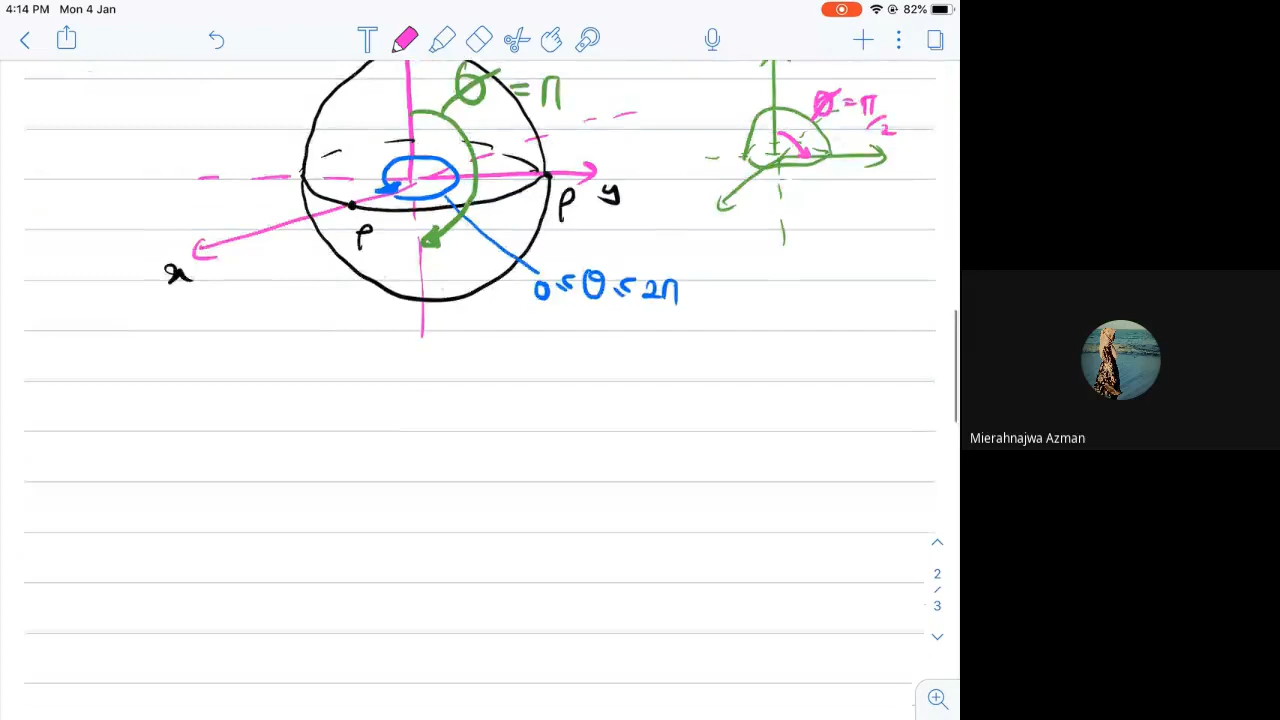 4:14 PM Mon 4 Jan
82%
T
ϕ = π
ϕ = π/2
ρ
y
ρ
x
0 ≤ θ ≤ 2π
2
/
3
Mierahnajwa Azman